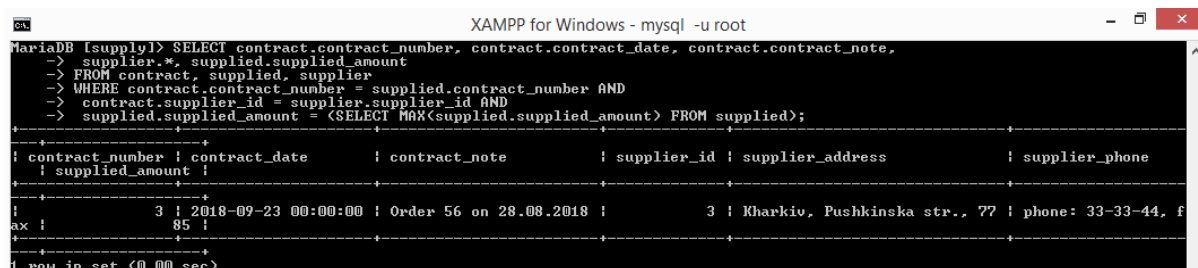 XAMPP for Windows - mysql -u root
MariaDB [supply]> SELECT contract.contract_number, contract.contract_date, contract.contract_note,
-> supplier.*, supplied.supplied_amount
-> FROM contract, supplied, supplier
-> WHERE contract.contract_number = supplied.contract_number AND
-> contract.supplier_id = supplier.supplier_id AND
-> supplied.supplied_amount = (SELECT MAX(supplied.supplied_amount) FROM supplied);
| contract_number | contract_date | contract_note | supplier_id | supplier_address | supplier_phone
| supplied_amount |
| 3 | 2018-09-23 00:00:00 | Order 56 on 28.08.2018 | 3 | Kharkiv, Pushkinska str., 77 | phone: 33-33-44, f
ax | 85 |
1 row in set (0.00 sec)